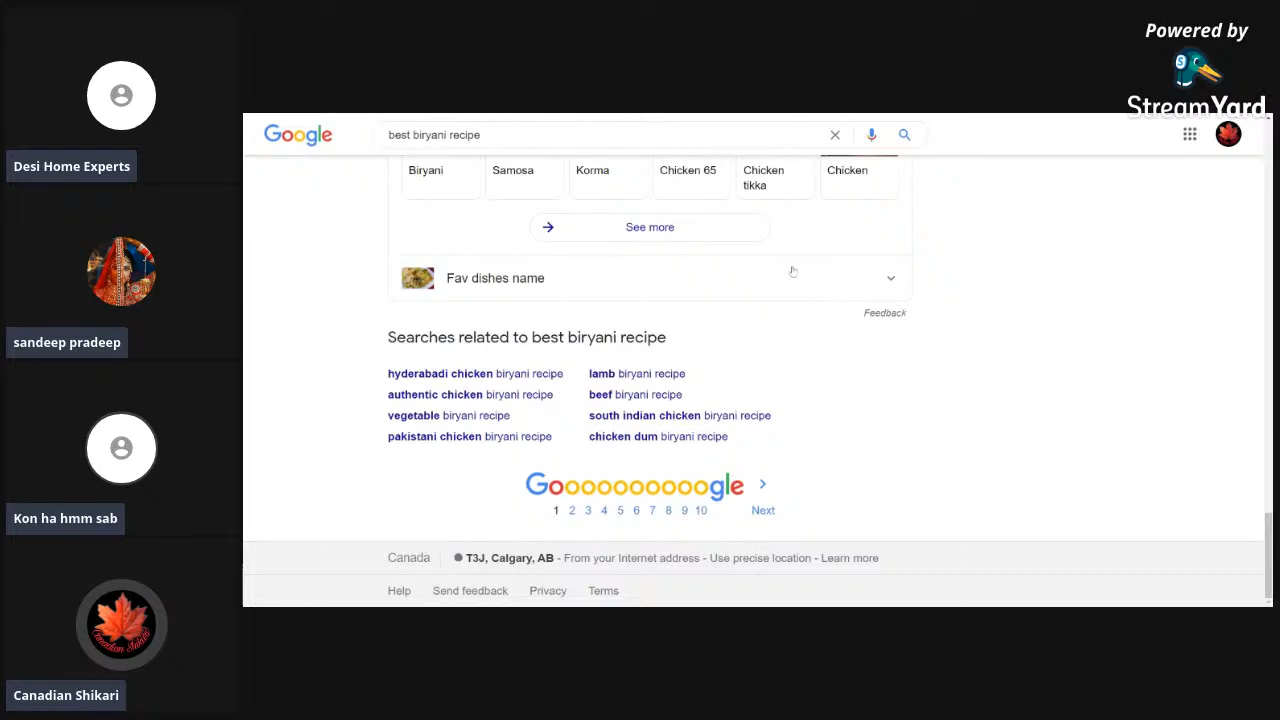 Powered by
StreamYard
Desi Home Experts
sandeep pradeep
Kon ha hmm sab
Canadian Shikari
Canadian Shikari
Google
best biryani recipe
Biryani
Samosa
Korma
Chicken 65
Chicken
tikka
Chicken
See more
Fav dishes name
Feedback
Searches related to best biryani recipe
hyderabadi chicken biryani recipe
lamb biryani recipe
authentic chicken biryani recipe
beef biryani recipe
vegetable biryani recipe
south indian chicken biryani recipe
pakistani chicken biryani recipe
chicken dum biryani recipe
Goooooooooogle
1 2 3 4 5 6 7 8 9 10 Next
Canada
T3J, Calgary, AB - From your Internet address - Use precise location - Learn more
Help Send feedback Privacy Terms